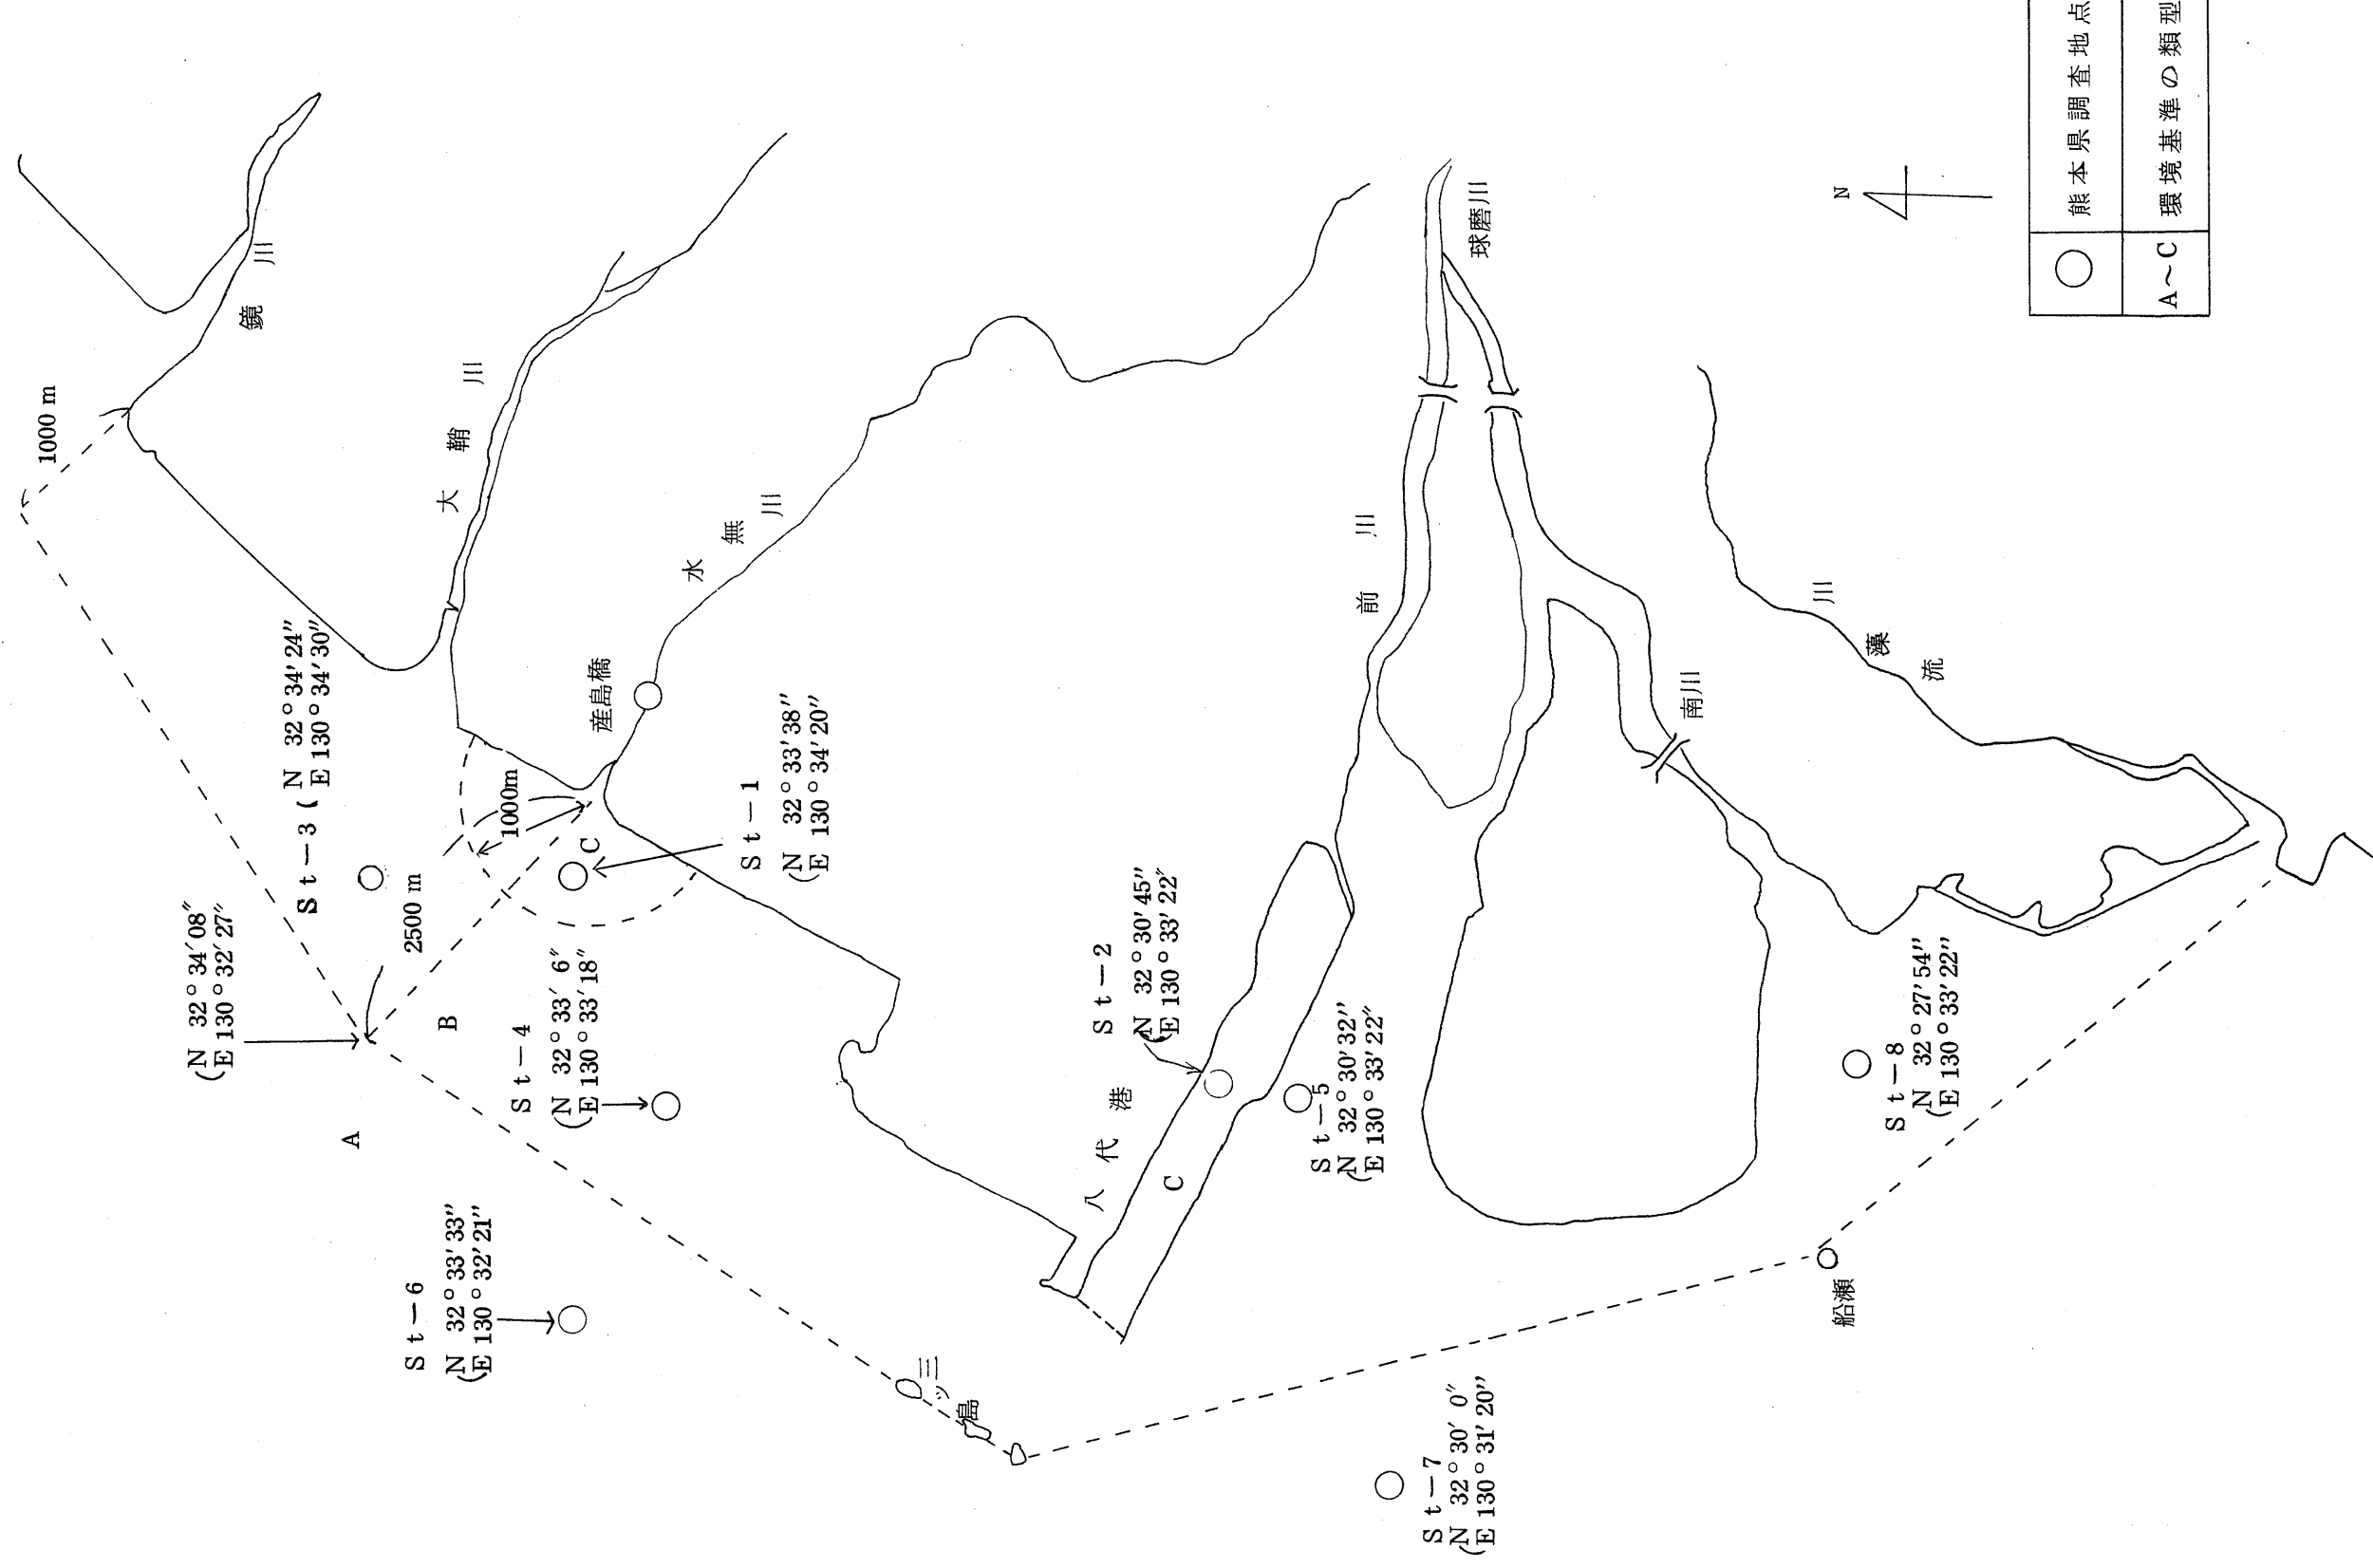 1000 m
鏡川
大鞘川
水無川
産島橋
St-3
(N 32°34′24″
E 130°34′30″
(N 32°34′08″
E 130°32′27″
2500 m
1000m
A
B
C
St-1
(N 32°33′38″
E 130°34′20″
St-4
(N 32°33′6″
E 130°33′18″
St-6
(N 32°33′33″
E 130°32′21″
St-2
(N 32°30′45″
E 130°33′22″
八代港
C
St-5
(N 32°30′32″
E 130°33′22″
三ツ島
St-7
(N 32°30′0″
E 130°31′20″
前川
球磨川
南川
流藻川
船瀬
St-8
(N 32°27′54″
E 130°33′22″
N
○ 熊本県調査地点
A~C 環境基準の類型